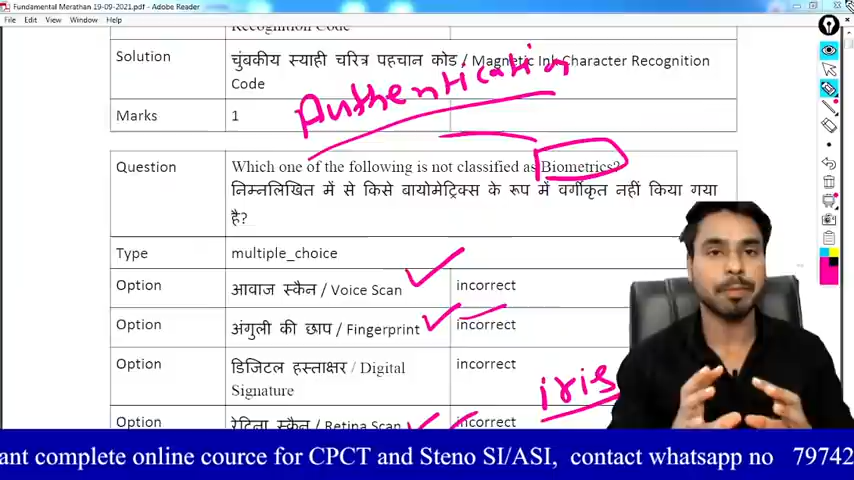 Fundamental Merathan 19-09-2021.pdf - Adobe Reader
File Edit View Window Help
Recognition Code
Solution
चुंबकीय स्याही चरित्र पहचान कोड / Magnetic Ink Character Recognition
Code
Authentication
Marks 1
Question
Which one of the following is not classified as Biometrics?
निम्नलिखित में से किसे बायोमेट्रिक्स के रूप में वर्गीकृत नहीं किया गया
है?
Type multiple_choice
Option आवाज स्कैन / Voice Scan incorrect
Option अंगुली की छाप / Fingerprint incorrect
Option डिजिटल हस्ताक्षर / Digital incorrect
Signature
iris
Option रेटिना स्कैन / Retina Scan incorrect
ant complete online cource for CPCT and Steno SI/ASI, contact whatsapp no 79742